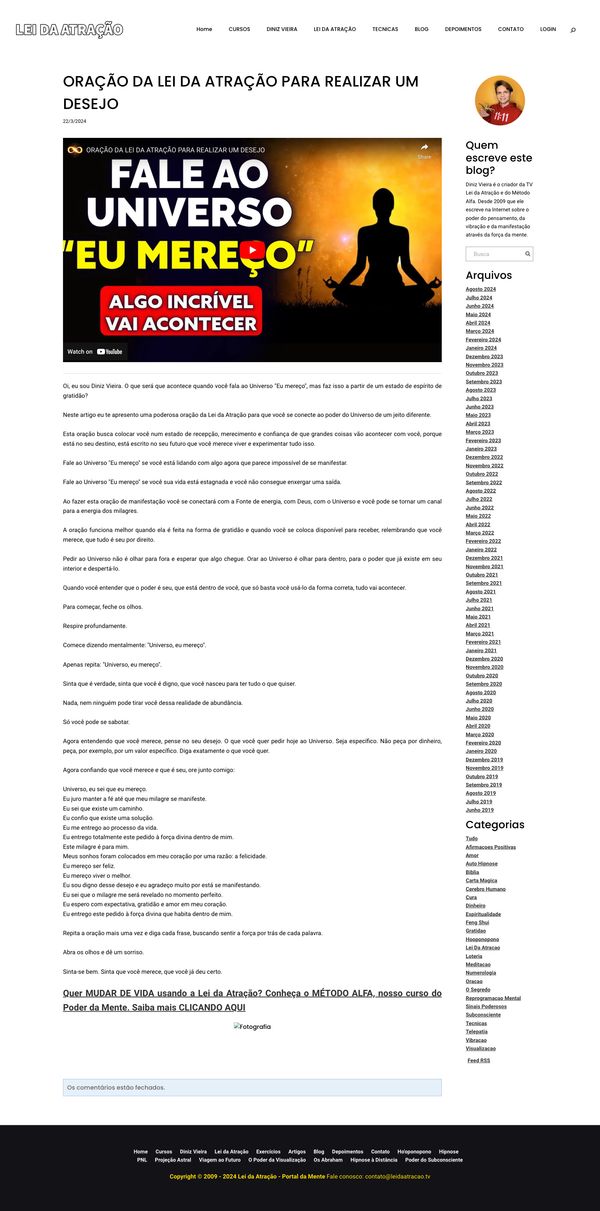 LEI DA ATRAÇÃO
Home CURSOS DINIZ VIEIRA LEI DA ATRAÇÃO TECNICAS BLOG DEPOIMENTOS CONTATO LOGIN
ORAÇÃO DA LEI DA ATRAÇÃO PARA REALIZAR UM
DESEJO
22/3/2024
ORAÇÃO DA LEI DA ATRAÇÃO PARA REALIZAR UM DESEJO
Share
FALE AO
UNIVERSO
"EU MEREÇO"
ALGO INCRÍVEL
VAI ACONTECER
Watch on YouTube
Oi, eu sou Diniz Vieira. O que será que acontece quando você fala ao Universo "Eu mereço", mas faz isso a partir de um estado de espírito de
gratidão?
Neste artigo eu te apresento uma poderosa oração da Lei da Atração para que você se conecte ao poder do Universo de um jeito diferente.
Esta oração busca colocar você num estado de recepção, merecimento e confiança de que grandes coisas vão acontecer com você, porque
está no seu destino, está escrito no seu futuro que você merece viver e experimentar tudo isso.
Fale ao Universo "Eu mereço" se você está lidando com algo agora que parece impossível de se manifestar.
Fale ao Universo "Eu mereço" se você sua vida está estagnada e você não consegue enxergar uma saída.
Ao fazer esta oração de manifestação você se conectará com a Fonte de energia, com Deus, com o Universo e você pode se tornar um canal
para a energia dos milagres.
A oração funciona melhor quando ela é feita na forma de gratidão e quando você se coloca disponível para receber, relembrando que você
merece, que tudo é seu por direito.
Pedir ao Universo não é olhar para fora e esperar que algo chegue. Orar ao Universo é olhar para dentro, para o poder que já existe em seu
interior e despertá-lo.
Quando você entender que o poder é seu, que está dentro de você, que só basta você usá-lo da forma correta, tudo vai acontecer.
Para começar, feche os olhos.
Respire profundamente.
Comece dizendo mentalmente: "Universo, eu mereço".
Apenas repita: "Universo, eu mereço".
Sinta que é verdade, sinta que você é digno, que você nasceu para ter tudo o que quiser.
Nada, nem ninguém pode tirar você dessa realidade de abundância.
Só você pode se sabotar.
Agora entendendo que você merece, pense no seu desejo. O que você quer pedir hoje ao Universo. Seja específico. Não peça por dinheiro,
peça, por exemplo, por um valor específico. Diga exatamente o que você quer.
Agora confiando que você merece e que é seu, ore junto comigo:
Universo, eu sei que eu mereço.
Eu juro manter a fé até que meu milagre se manifeste.
Eu sei que existe um caminho.
Eu confio que existe uma solução.
Eu me entrego ao processo da vida.
Eu entrego totalmente este pedido à força divina dentro de mim.
Este milagre é para mim.
Meus sonhos foram colocados em meu coração por uma razão: a felicidade.
Eu mereço ser feliz.
Eu mereço viver o melhor.
Eu sou digno desse desejo e eu agradeço muito por está se manifestando.
Eu sei que o milagre me será revelado no momento perfeito.
Eu espero com expectativa, gratidão e amor em meu coração.
Eu entrego este pedido à força divina que habita dentro de mim.
Repita a oração mais uma vez e diga cada frase, buscando sentir a força por trás de cada palavra.
Abra os olhos e dê um sorriso.
Sinta-se bem. Sinta que você merece, que você já deu certo.
Quer MUDAR DE VIDA usando a Lei da Atração? Conheça o MÉTODO ALFA, nosso curso do
Poder da Mente. Saiba mais CLICANDO AQUI
Fotografia
Os comentários estão fechados.
11:11
Quem
escreve este
blog?
Diniz Vieira é o criador da TV
Lei da Atração e do Método
Alfa. Desde 2009 que ele
escreve na Internet sobre o
poder do pensamento, da
vibração e da manifestação
através da força da mente.
Busca
Arquivos
Agosto 2024
Julho 2024
Junho 2024
Maio 2024
Abril 2024
Março 2024
Fevereiro 2024
Janeiro 2024
Dezembro 2023
Novembro 2023
Outubro 2023
Setembro 2023
Agosto 2023
Julho 2023
Junho 2023
Maio 2023
Abril 2023
Março 2023
Fevereiro 2023
Janeiro 2023
Dezembro 2022
Novembro 2022
Outubro 2022
Setembro 2022
Agosto 2022
Julho 2022
Junho 2022
Maio 2022
Abril 2022
Março 2022
Fevereiro 2022
Janeiro 2022
Dezembro 2021
Novembro 2021
Outubro 2021
Setembro 2021
Agosto 2021
Julho 2021
Junho 2021
Maio 2021
Abril 2021
Março 2021
Fevereiro 2021
Janeiro 2021
Dezembro 2020
Novembro 2020
Outubro 2020
Setembro 2020
Agosto 2020
Julho 2020
Junho 2020
Maio 2020
Abril 2020
Março 2020
Fevereiro 2020
Janeiro 2020
Dezembro 2019
Novembro 2019
Outubro 2019
Setembro 2019
Agosto 2019
Julho 2019
Junho 2019
Categorias
Tudo
Afirmacoes Positivas
Amor
Auto Hipnose
Biblia
Carta Magica
Cerebro Humano
Cura
Dinheiro
Espiritualidade
Feng Shui
Gratidao
Hooponopono
Lei Da Atracao
Loteria
Meditacao
Numerologia
Oracao
O Segredo
Reprogramacao Mental
Sinais Poderosos
Subconsciente
Tecnicas
Telepatia
Vibracao
Visualizacao
Feed RSS
Home Cursos Diniz Vieira Lei da Atração Exercícios Artigos Blog Depoimentos Contato Ho'oponopono Hipnose
PNL Projeção Astral Viagem ao Futuro O Poder da Visualização Os Abraham Hipnose à Distância Poder do Subconsciente
Copyright © 2009 - 2024 Lei da Atração - Portal da Mente Fale conosco: contato@leidaatracao.tv